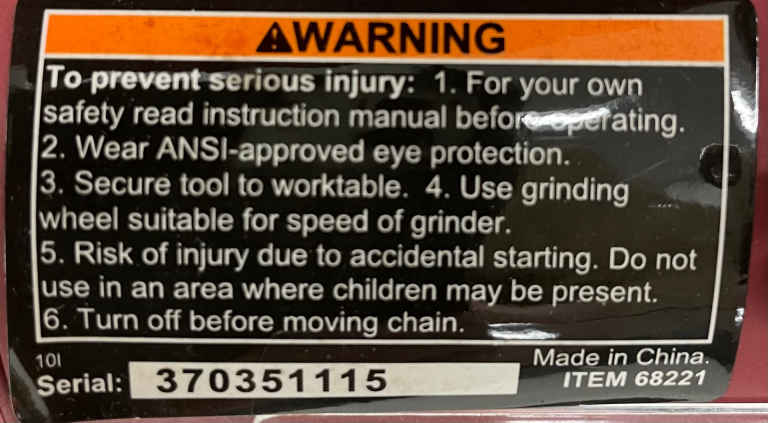 WARNING
To prevent serious injury: 1. For your own
safety read instruction manual before operating.
2. Wear ANSI-approved eye protection.
3. Secure tool to worktable. 4. Use grinding
wheel suitable for speed of grinder.
5. Risk of injury due to accidental starting. Do not
use in an area where children may be present.
6. Turn off before moving chain.
10l
Made in China.
Serial: 370351115
ITEM 68221